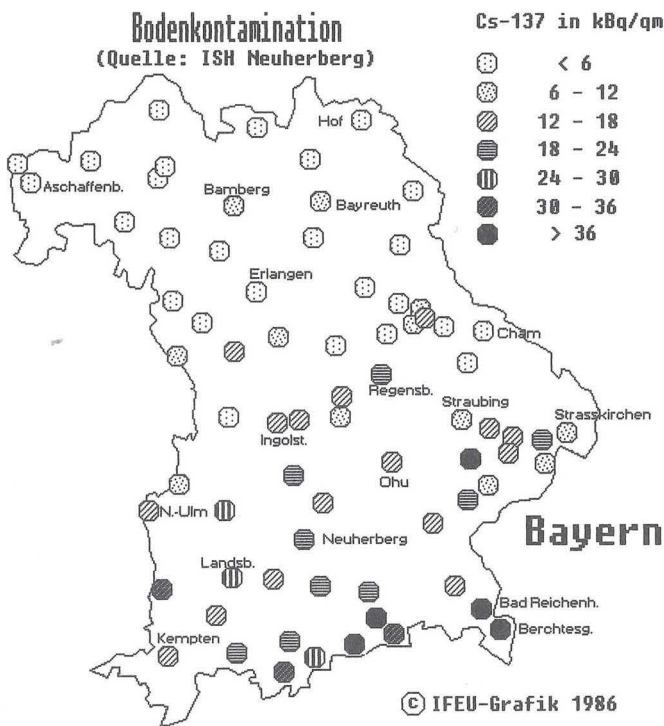 Bodenkontamination
(Quelle: ISH Neuherberg)
Cs-137 in kBq/qm
< 6
6 - 12
12 - 18
18 - 24
24 - 30
30 - 36
> 36
Hof
Aschaffenb.
Bamberg
Bayreuth
Erlangen
Cham
Regensb.
Straubing
Strasskirchen
Ingolst.
Ohu
N.-Ulm
Neuherberg
Bayern
Landsb.
Bad Reichenh.
Berchtesg.
Kempten
© IFEU-Grafik 1986